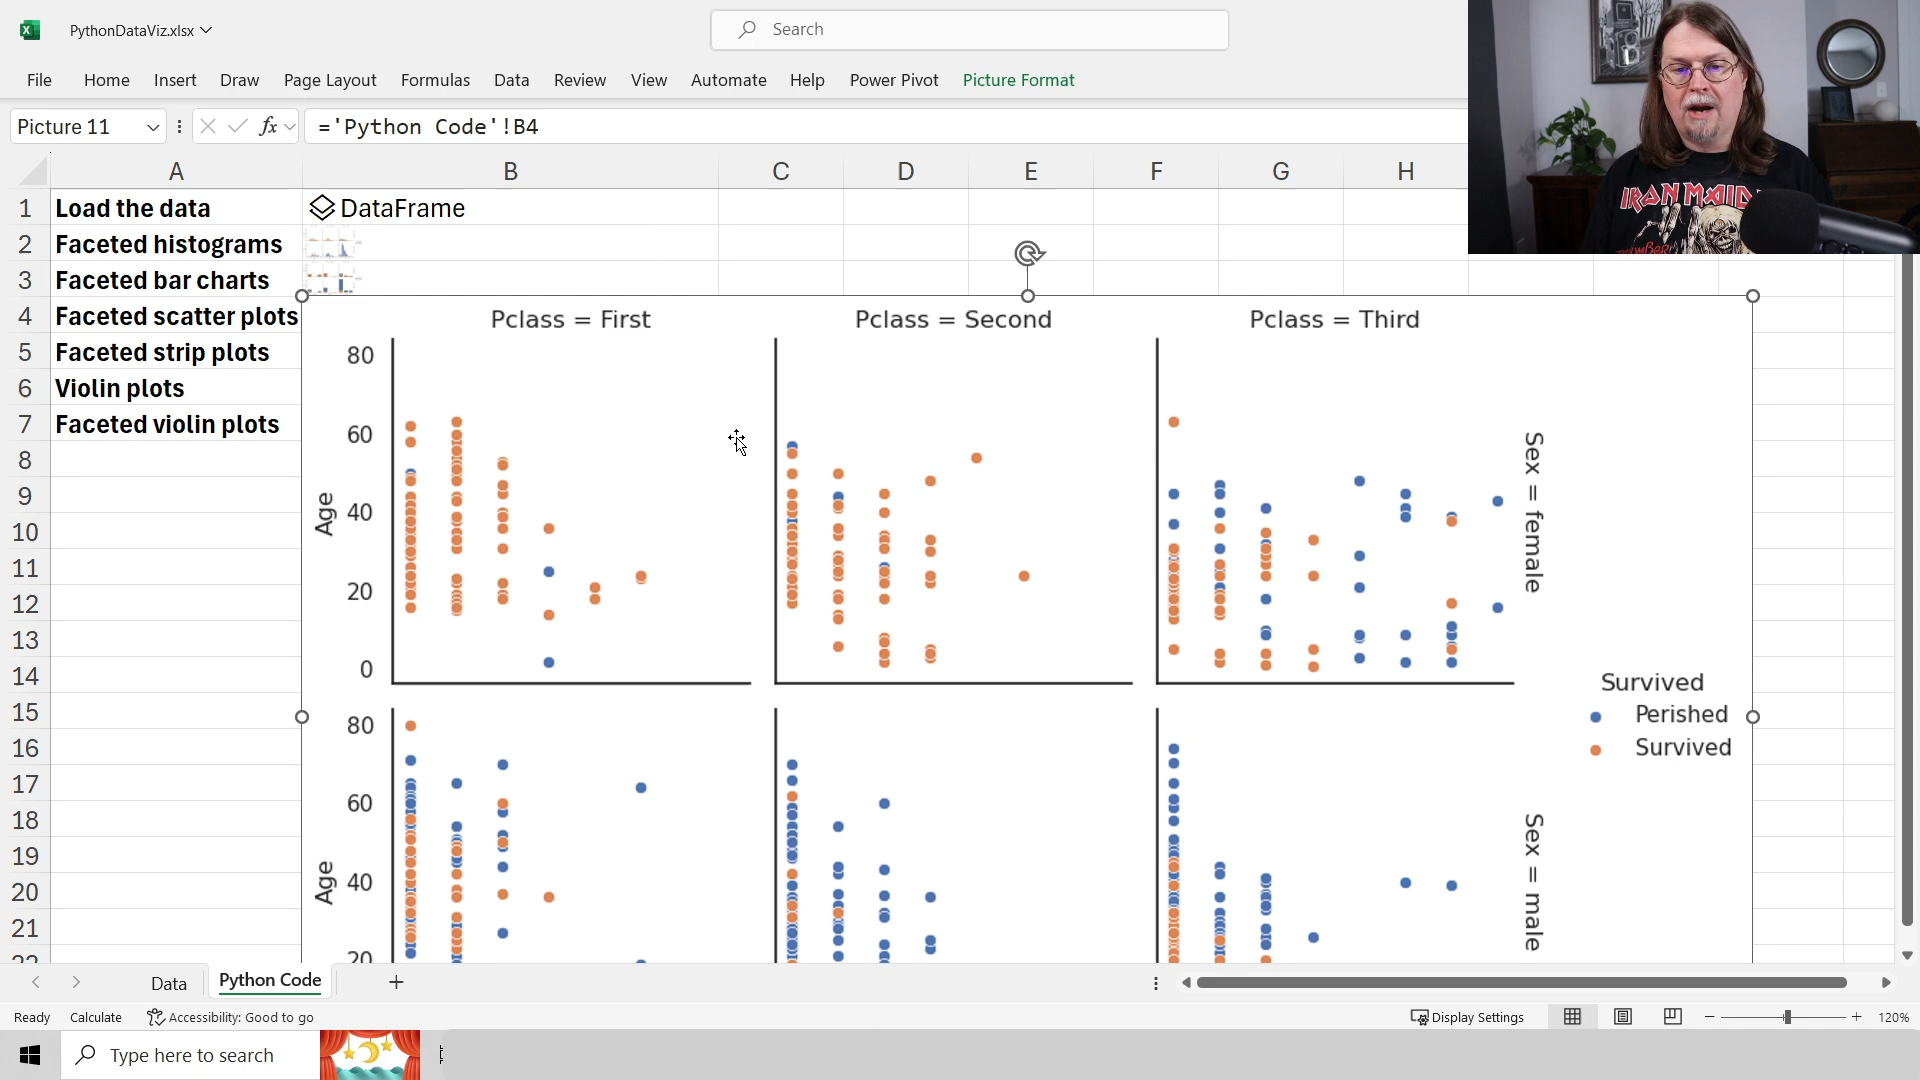 PythonDataViz.xlsx
Search
File Home Insert Draw Page Layout Formulas Data Review View Automate Help Power Pivot Picture Format
Picture 11 fx ='Python Code'!B4
A B C D E F G H
1 Load the data DataFrame
2 Faceted histograms
3 Faceted bar charts
4 Faceted scatter plots
5 Faceted strip plots
6 Violin plots
7 Faceted violin plots
8
9
10
11
12
13
14
15
16
17
18
19
20
21
22
Pclass = First Pclass = Second Pclass = Third
80
60
40
20
0
Age
Sex = female
Survived
Perished
Survived
80
60
40
20
Age
Sex = male
IRON MAIDEN
Data Python Code
Ready Calculate Accessibility: Good to go Display Settings 120%
Type here to search